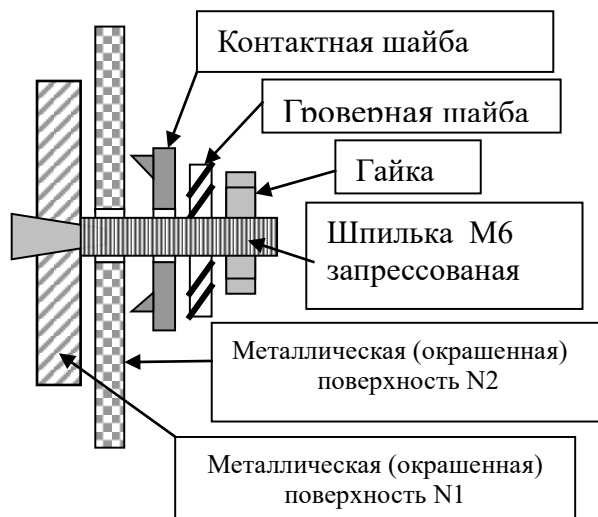 Контактная шайба
Гроверная шайба
Гайка
Шпилька М6
запрессованая
Металлическая (окрашенная)
поверхность N2
Металлическая (окрашенная)
поверхность N1